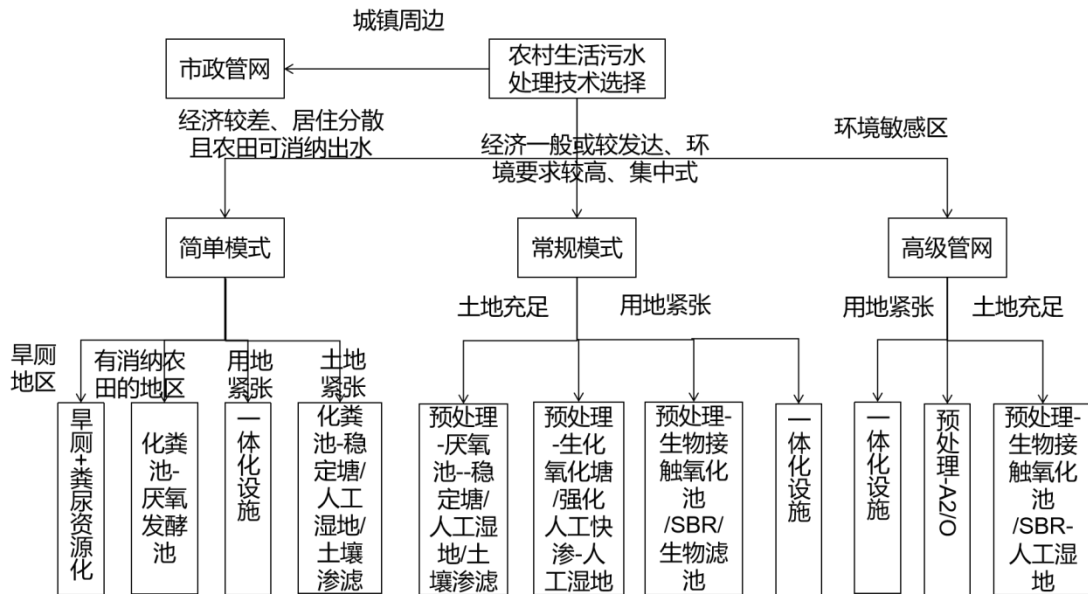 城镇周边
农村生活污水
处理技术选择
市政管网
经济较差、居住分散
且农田可消纳出水
经济一般或较发达、环
境要求较高、集中式
环境敏感区
简单模式
常规模式
高级管网
土地充足
用地紧张
用地紧张
土地充足
旱厕
地区
有消纳农
田的地区
用地
紧张
土地
紧张
旱厕+粪尿资源化
化粪
池-
厌氧
发酵
池
一体化设施
化粪
池-稳
定塘/
人工
湿地/
土壤
渗滤
预处理
-厌氧
池--稳
定塘/
人工湿
地/土
壤渗滤
预处理
-生化
氧化塘
/强化
人工快
渗-人
工湿地
预处理-
生物接
触氧化
池
/SBR/
生物滤
池
一体化设施
一体化设施
预处理-A2/O
预处理-
生物接
触氧化
池
/SBR-
人工湿
地